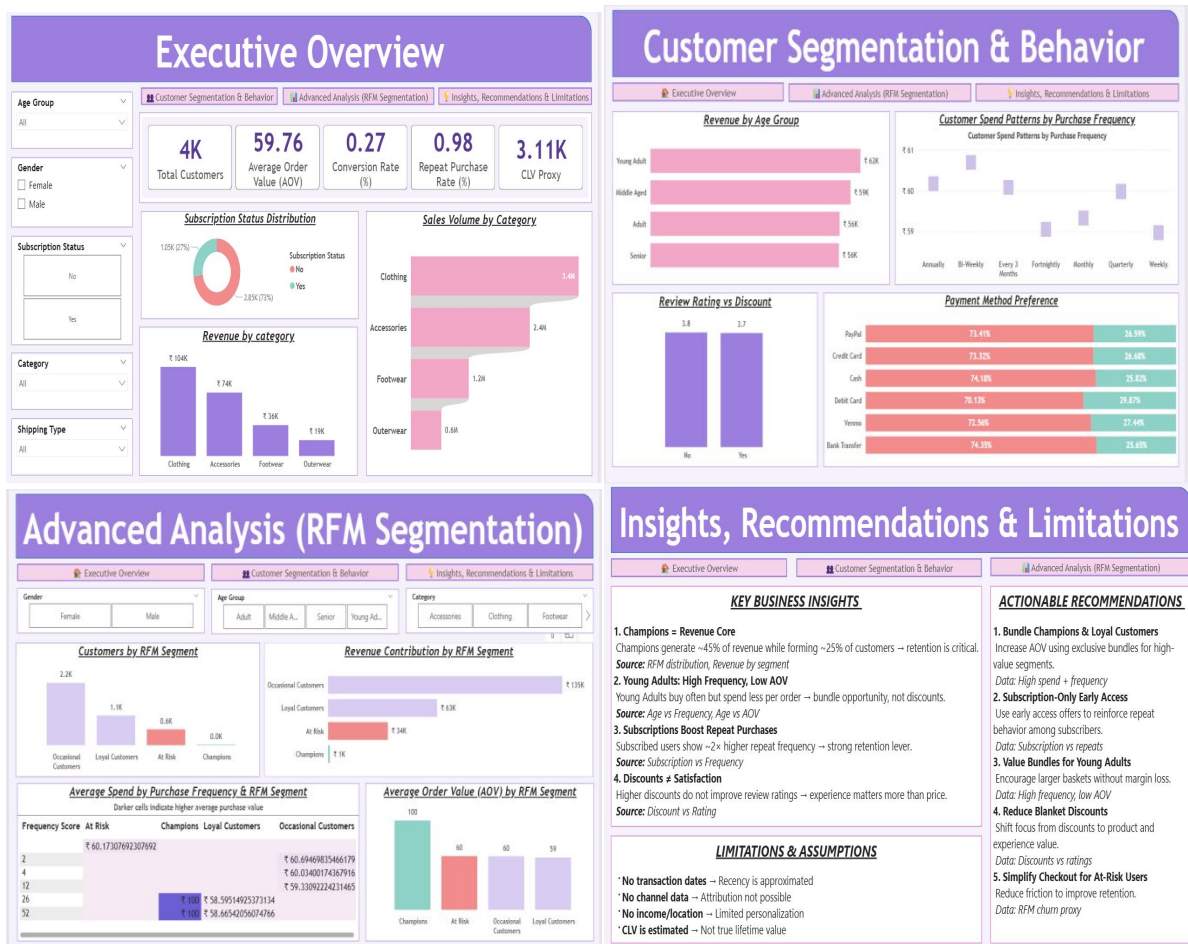 Executive Overview
Age Group
All
Gender
Female
Male
Subscription Status
No
Yes
Category
All
Shipping Type
All
Customer Segmentation & Behavior
Advanced Analysis (RFM Segmentation)
Insights, Recommendations & Limitations
4K
Total Customers
59.76
Average Order
Value (AOV)
0.27
Conversion Rate
(%)
0.98
Repeat Purchase
Rate (%)
3.11K
CLV Proxy
Subscription Status Distribution
1.05K (27%)
2.85K (73%)
Subscription Status
No
Yes
Revenue by category
₹ 104K
₹ 74K
₹ 36K
₹ 19K
Clothing
Accessories
Footwear
Outerwear
Sales Volume by Category
Clothing
3.4M
Accessories
2.4M
Footwear
1.2M
Outerwear
0.6M
Customer Segmentation & Behavior
Executive Overview
Advanced Analysis (RFM Segmentation)
Insights, Recommendations & Limitations
Revenue by Age Group
Young Adult
₹ 62K
Middle Aged
₹ 59K
Adult
₹ 56K
Senior
₹ 56K
Customer Spend Patterns by Purchase Frequency
Customer Spend Patterns by Purchase Frequency
₹ 61
₹ 60
₹ 59
Annually
Bi-Weekly
Every 3
Months
Fortnightly
Monthly
Quarterly
Weekly
Review Rating vs Discount
3.8
3.7
No
Yes
Payment Method Preference
PayPal
73.41%
26.59%
Credit Card
73.32%
26.68%
Cash
74.18%
25.82%
Debit Card
70.13%
29.87%
Venmo
72.56%
27.44%
Bank Transfer
74.35%
25.65%
Advanced Analysis (RFM Segmentation)
Executive Overview
Customer Segmentation & Behavior
Insights, Recommendations & Limitations
Gender
Female
Male
Age Group
Adult
Middle A...
Senior
Young Ad...
Category
Accessories
Clothing
Footwear
Customers by RFM Segment
2.2K
1.1K
0.6K
0.0K
Occasional
Customers
Loyal Customers
At Risk
Champions
Revenue Contribution by RFM Segment
Occasional Customers
₹ 135K
Loyal Customers
₹ 63K
At Risk
₹ 34K
Champions
₹ 1K
Average Spend by Purchase Frequency & RFM Segment
Darker cells indicate higher average purchase value
Frequency Score At Risk Champions Loyal Customers Occasional Customers
₹ 60.17307692307692
2 ₹ 60.69469835466179
4 ₹ 60.03400174367916
12 ₹ 59.33092224231465
26 ₹ 100 ₹ 58.59514925373134
52 ₹ 100 ₹ 58.66542056074766
Average Order Value (AOV) by RFM Segment
100
60
60
59
Champions
At Risk
Occasional
Customers
Loyal Customers
Insights, Recommendations & Limitations
Executive Overview
Customer Segmentation & Behavior
Advanced Analysis (RFM Segmentation)
KEY BUSINESS INSIGHTS
1. Champions = Revenue Core
Champions generate ~45% of revenue while forming ~25% of customers → retention is critical.
Source: RFM distribution, Revenue by segment
2. Young Adults: High Frequency, Low AOV
Young Adults buy often but spend less per order → bundle opportunity, not discounts.
Source: Age vs Frequency, Age vs AOV
3. Subscriptions Boost Repeat Purchases
Subscribed users show ~2× higher repeat frequency → strong retention lever.
Source: Subscription vs Frequency
4. Discounts ≠ Satisfaction
Higher discounts do not improve review ratings → experience matters more than price.
Source: Discount vs Rating
LIMITATIONS & ASSUMPTIONS
· No transaction dates → Recency is approximated
· No channel data → Attribution not possible
· No income/location → Limited personalization
· CLV is estimated → Not true lifetime value
ACTIONABLE RECOMMENDATIONS
1. Bundle Champions & Loyal Customers
Increase AOV using exclusive bundles for high-
value segments.
Data: High spend + frequency
2. Subscription-Only Early Access
Use early access offers to reinforce repeat
behavior among subscribers.
Data: Subscription vs repeats
3. Value Bundles for Young Adults
Encourage larger baskets without margin loss.
Data: High frequency, low AOV
4. Reduce Blanket Discounts
Shift focus from discounts to product and
experience value.
Data: Discounts vs ratings
5. Simplify Checkout for At-Risk Users
Reduce friction to improve retention.
Data: RFM churn proxy